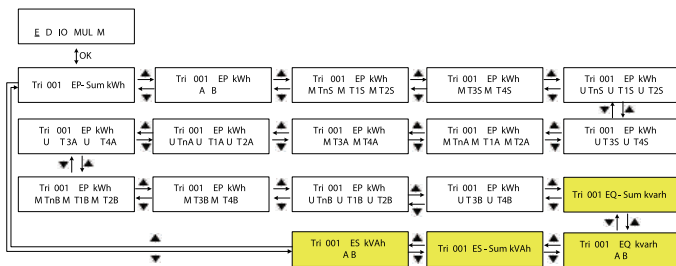 E D IO MUL M
OK
Tri 001 EP-Sum kWh
Tri 001 EP kWh
A B
Tri 001 EP kWh
M TnS M T1S M T2S
Tri 001 EP kWh
M T3S M T4S
Tri 001 EP kWh
U TnS U T1S U T2S
Tri 001 EP kWh
U T3A U T4A
Tri 001 EP kWh
U TnA U T1A U T2A
Tri 001 EP kWh
M T3A M T4A
Tri 001 EP kWh
M TnA M T1A M T2A
Tri 001 EP kWh
U T3S U T4S
Tri 001 EP kWh
M TnB M T1B M T2B
Tri 001 EP kWh
M T3B M T4B
Tri 001 EP kWh
U TnB U T1B U T2B
Tri 001 EP kWh
U T3B U T4B
Tri 001 EQ-Sum kvarh
Tri 001 ES kVAh
A B
Tri 001 ES-Sum kVAh
Tri 001 EQ kvarh
A B